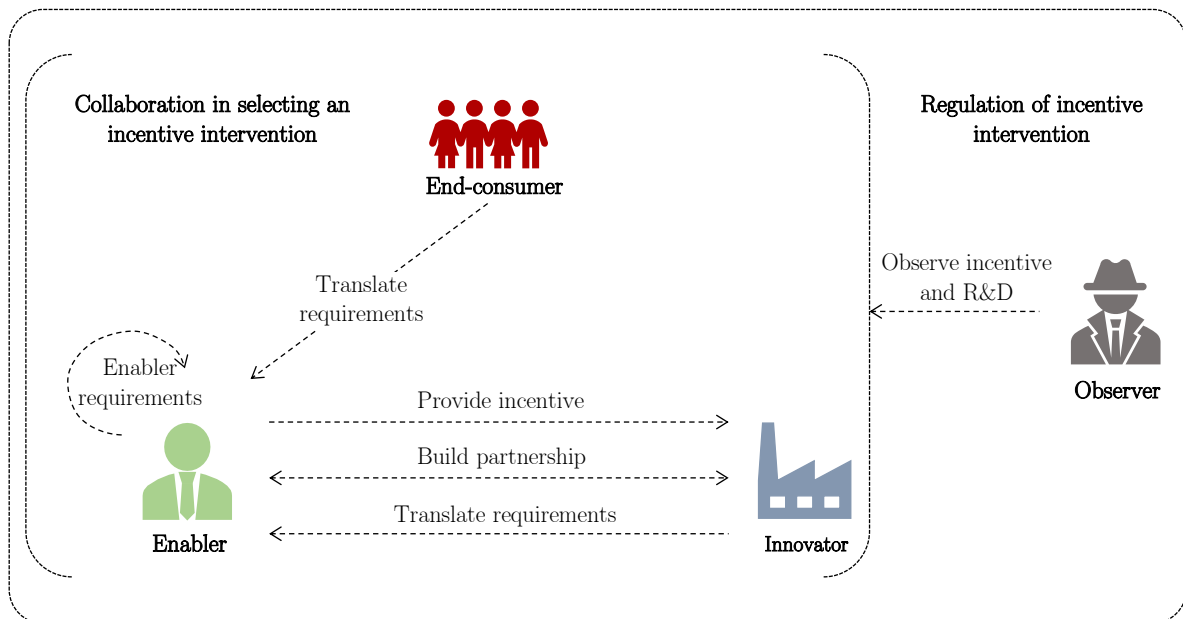 Collaboration in selecting an
incentive intervention
End-consumer
Regulation of incentive
intervention
Translate
requirements
Observe incentive
and R&D
Observer
Enabler
requirements
Provide incentive
Build partnership
Translate requirements
Enabler
Innovator